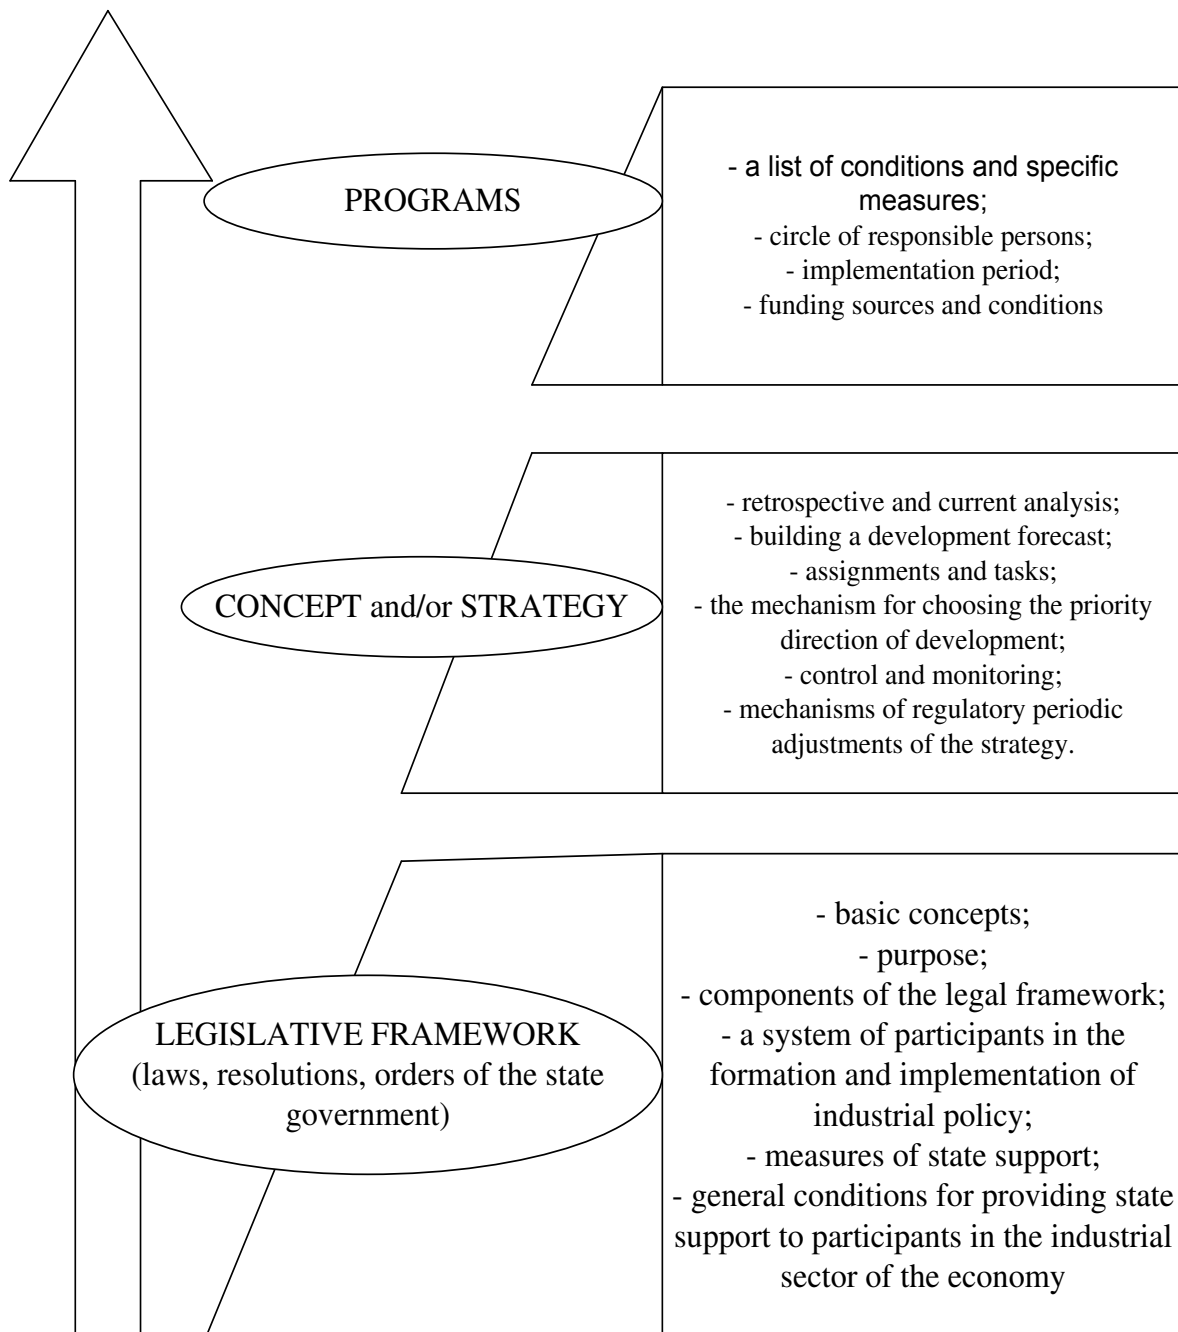 PROGRAMS
- a list of conditions and specific
measures;
- circle of responsible persons;
- implementation period;
- funding sources and conditions
CONCEPT and/or STRATEGY
- retrospective and current analysis;
- building a development forecast;
- assignments and tasks;
- the mechanism for choosing the priority
direction of development;
- control and monitoring;
- mechanisms of regulatory periodic
adjustments of the strategy.
LEGISLATIVE FRAMEWORK
(laws, resolutions, orders of the state
government)
- basic concepts;
- purpose;
- components of the legal framework;
- a system of participants in the
formation and implementation of
industrial policy;
- measures of state support;
- general conditions for providing state
support to participants in the industrial
sector of the economy